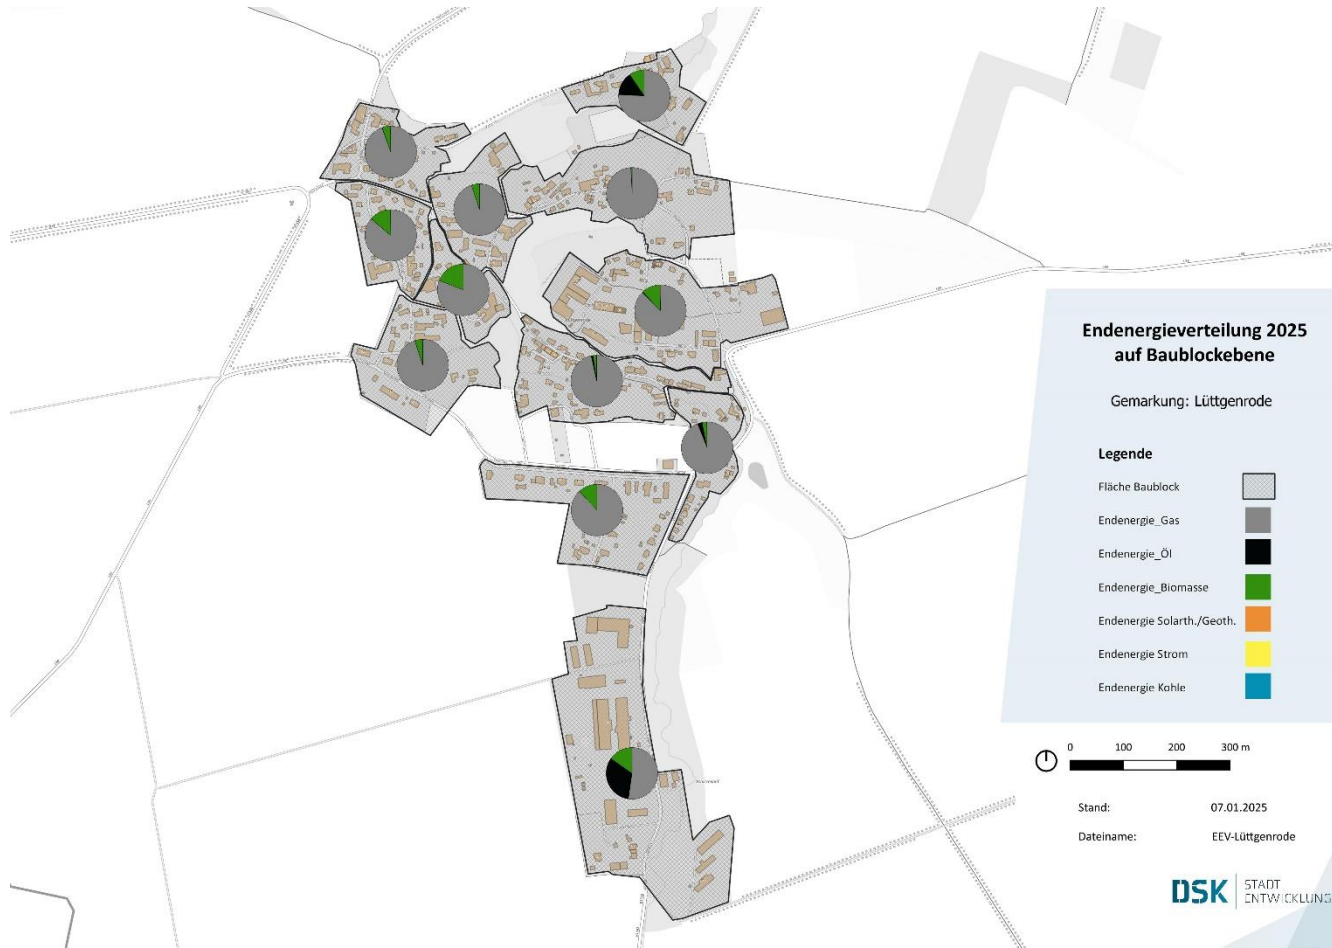 Endenergieverteilung 2025
auf Baublockebene
Gemarkung: Lüttgenrode
Legende
Fläche Baublock
Endenergie_Gas
Endenergie_Öl
Endenergie_Biomasse
Endenergie Solarth./Geoth.
Endenergie Strom
Endenergie Kohle
0 100 200 300 m
Stand: 07.01.2025
Dateiname: EEV-Lüttgenrode
DSK STADT
ENTWICKLUNG